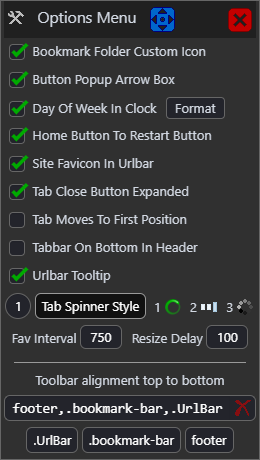 Options Menu
Bookmark Folder Custom Icon
Button Popup Arrow Box
Day Of Week In Clock Format
Home Button To Restart Button
Site Favicon In Urlbar
Tab Close Button Expanded
Tab Moves To First Position
Tabbar On Bottom In Header
Urlbar Tooltip
1 Tab Spinner Style 1 2 3
Fav Interval 750 Resize Delay 100
Toolbar alignment top to bottom
footer,.bookmark-bar,.UrlBar
.UrlBar .bookmark-bar footer